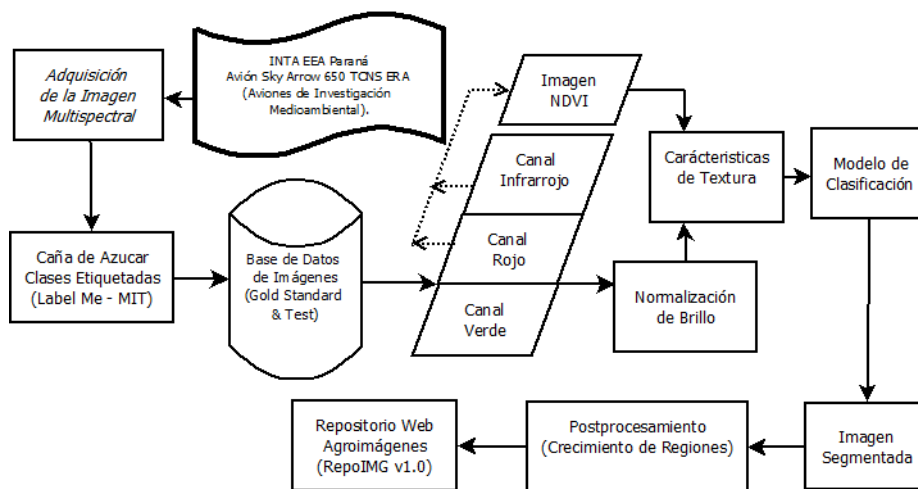 INTA EEA Paraná
Avión Sky Arrow 650 TCNS ERA
(Aviones de Investigación
Medioambiental).
Adquisición
de la Imagen
Multispectral
Caña de Azucar
Clases Etiquetadas
(Label Me - MIT)
Base de Datos
de Imágenes
(Gold Standard
& Test)
Imagen
NDVI
Canal
Infrarrojo
Canal
Rojo
Canal
Verde
Normalización
de Brillo
Carácteristicas
de Textura
Modelo de
Clasificación
Imagen
Segmentada
Postprocesamiento
(Crecimiento de Regiones)
Repositorio Web
Agroimágenes
(RepoIMG v1.0)